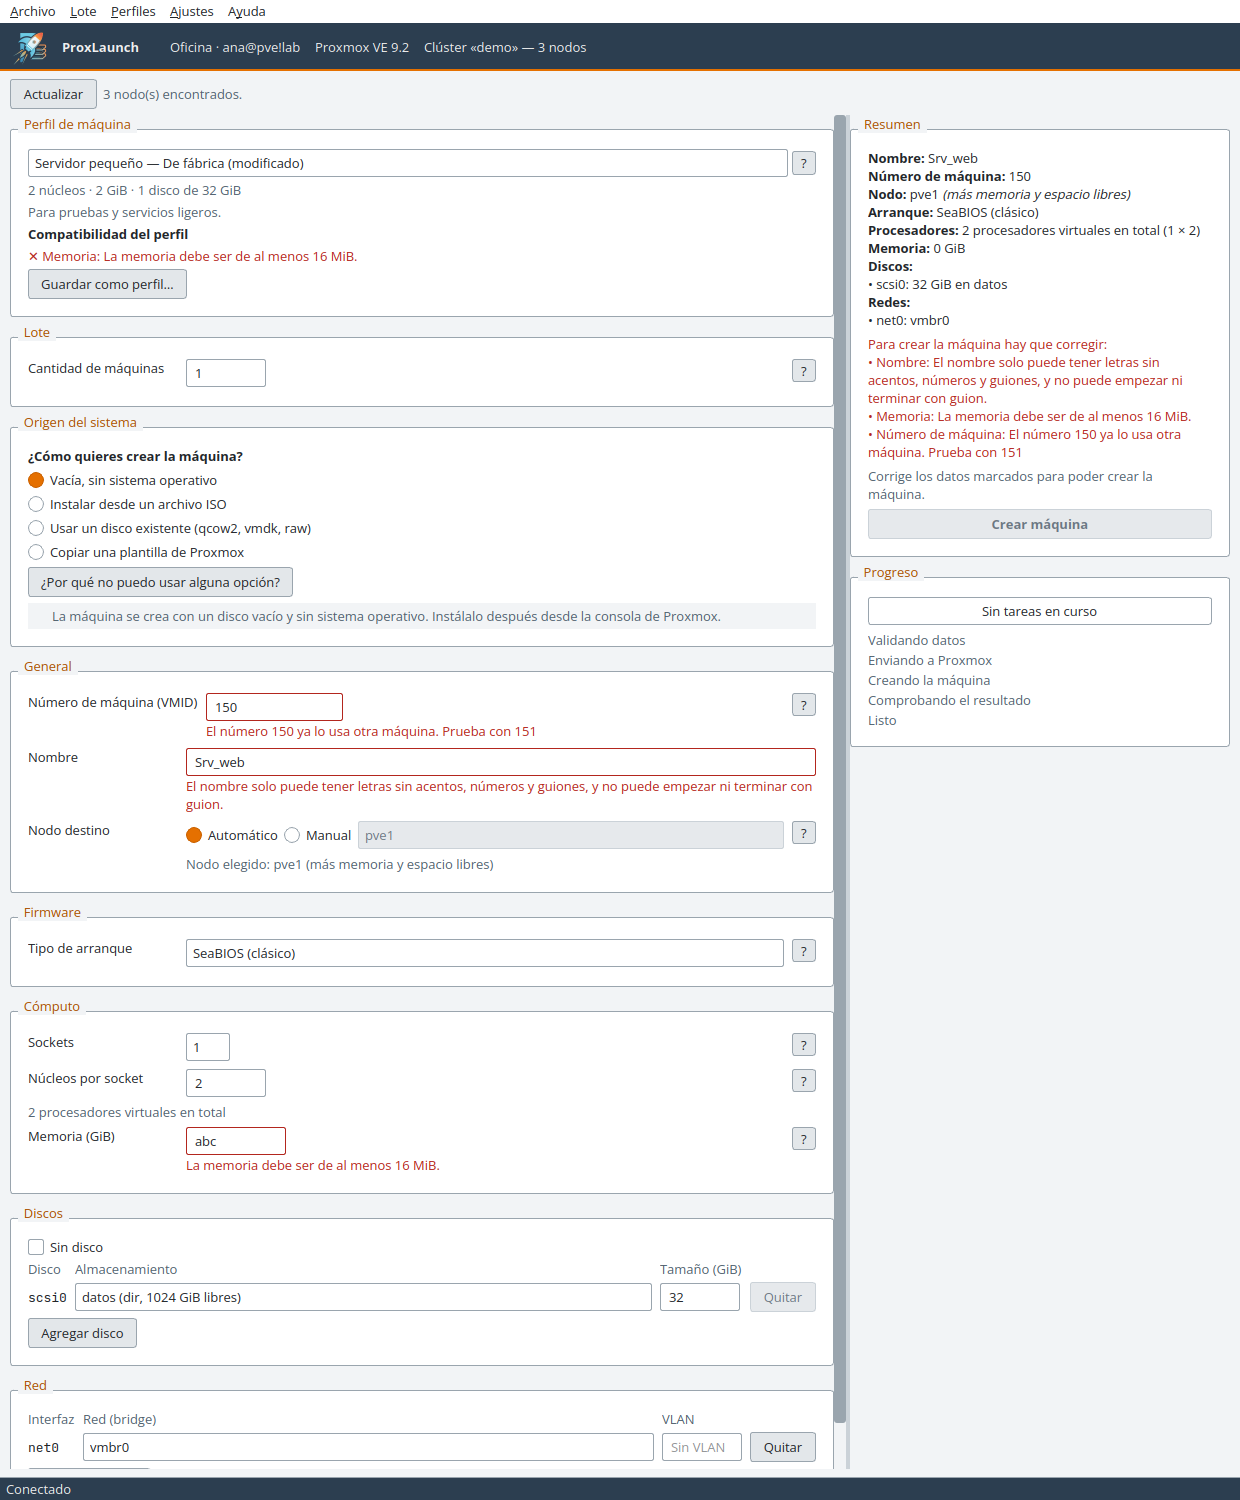 Archivo Lote Perfiles Ajustes Ayuda
ProxLaunch Oficina · ana@pve!lab Proxmox VE 9.2 Clúster «demo» — 3 nodos
Actualizar 3 nodo(s) encontrados.
Perfil de máquina
Servidor pequeño — De fábrica (modificado) ?
2 núcleos · 2 GiB · 1 disco de 32 GiB
Para pruebas y servicios ligeros.
Compatibilidad del perfil
✕ Memoria: La memoria debe ser de al menos 16 MiB.
Guardar como perfil...
Lote
Cantidad de máquinas 1 ?
Origen del sistema
¿Cómo quieres crear la máquina?
Vacía, sin sistema operativo
Instalar desde un archivo ISO
Usar un disco existente (qcow2, vmdk, raw)
Copiar una plantilla de Proxmox
¿Por qué no puedo usar alguna opción?
La máquina se crea con un disco vacío y sin sistema operativo. Instálalo después desde la consola de Proxmox.
General
Número de máquina (VMID) 150 ?
El número 150 ya lo usa otra máquina. Prueba con 151
Nombre Srv_web
El nombre solo puede tener letras sin acentos, números y guiones, y no puede empezar ni terminar con
guion.
Nodo destino Automático Manual pve1 ?
Nodo elegido: pve1 (más memoria y espacio libres)
Firmware
Tipo de arranque SeaBIOS (clásico) ?
Cómputo
Sockets 1 ?
Núcleos por socket 2 ?
2 procesadores virtuales en total
Memoria (GiB) abc ?
La memoria debe ser de al menos 16 MiB.
Discos
Sin disco
Disco Almacenamiento Tamaño (GiB)
scsi0 datos (dir, 1024 GiB libres) 32 Quitar
Agregar disco
Red
Interfaz Red (bridge) VLAN
net0 vmbr0 Sin VLAN Quitar
Resumen
Nombre: Srv_web
Número de máquina: 150
Nodo: pve1 (más memoria y espacio libres)
Arranque: SeaBIOS (clásico)
Procesadores: 2 procesadores virtuales en total (1 × 2)
Memoria: 0 GiB
Discos:
• scsi0: 32 GiB en datos
Redes:
• net0: vmbr0
Para crear la máquina hay que corregir:
• Nombre: El nombre solo puede tener letras sin
acentos, números y guiones, y no puede empezar ni
terminar con guion.
• Memoria: La memoria debe ser de al menos 16 MiB.
• Número de máquina: El número 150 ya lo usa otra
máquina. Prueba con 151
Corrige los datos marcados para poder crear la
máquina.
Crear máquina
Progreso
Sin tareas en curso
Validando datos
Enviando a Proxmox
Creando la máquina
Comprobando el resultado
Listo
Conectado